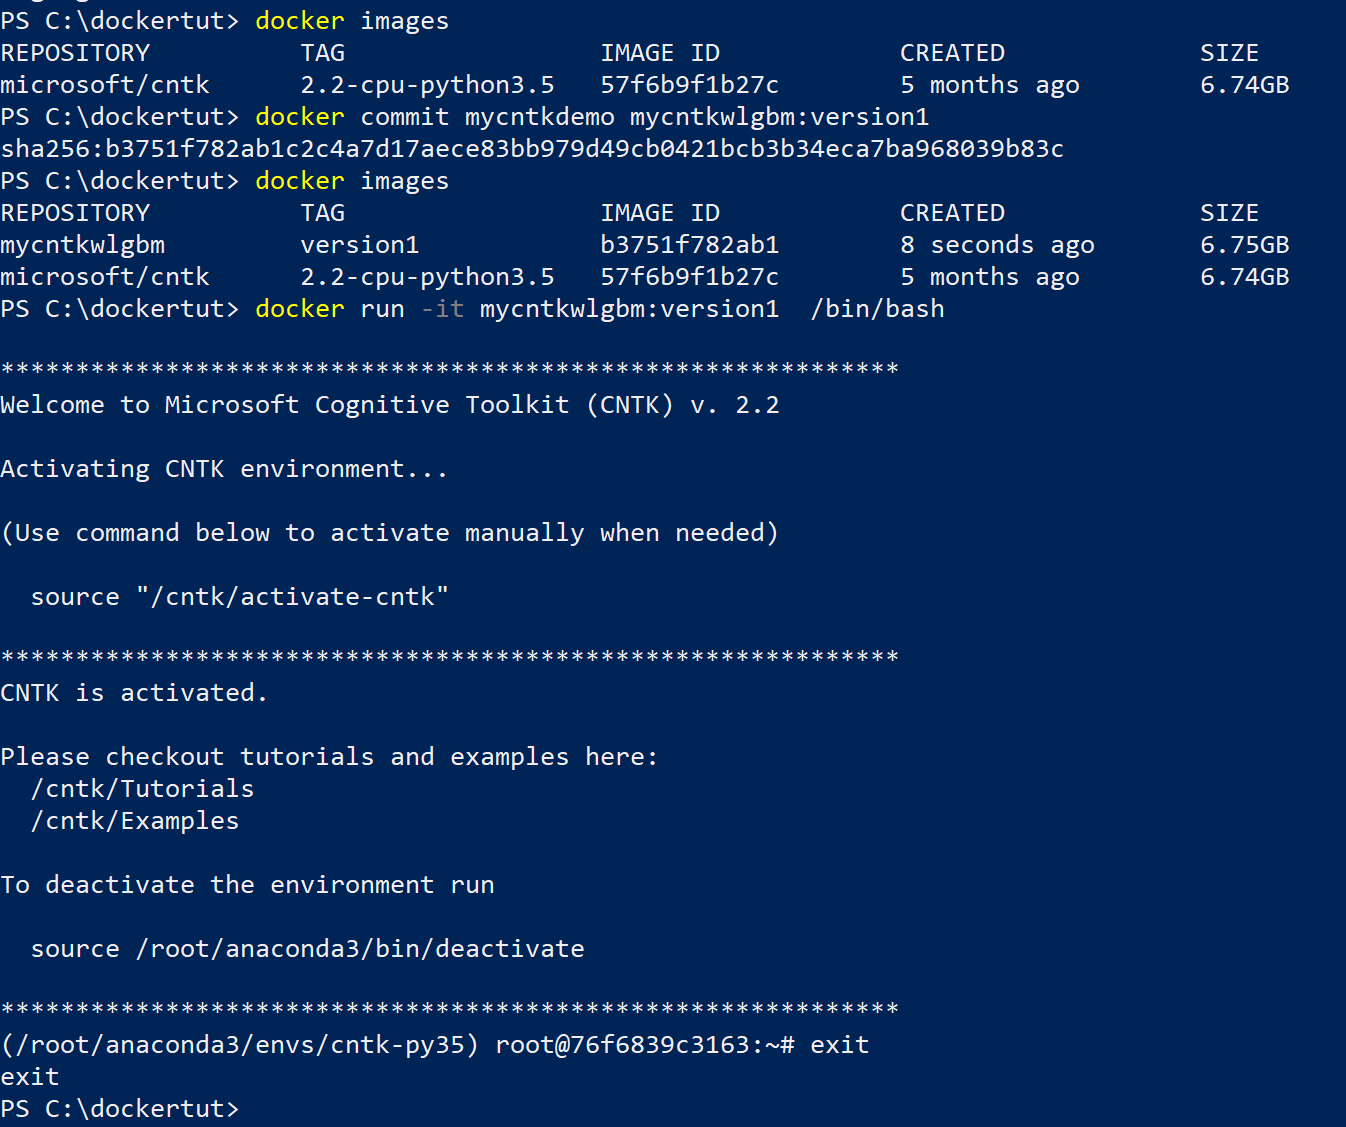 PS C:\dockertut> docker images
REPOSITORY          TAG                 IMAGE ID            CREATED             SIZE
microsoft/cntk      2.2-cpu-python3.5   57f6b9f1b27c        5 months ago        6.74GB
PS C:\dockertut> docker commit mycntkdemo mycntkwlgbm:version1
sha256:b3751f782ab1c2c4a7d17aece83bb979d49cb0421bcb3b34eca7ba968039b83c
PS C:\dockertut> docker images
REPOSITORY          TAG                 IMAGE ID            CREATED             SIZE
mycntkwlgbm         version1            b3751f782ab1        8 seconds ago       6.75GB
microsoft/cntk      2.2-cpu-python3.5   57f6b9f1b27c        5 months ago        6.74GB
PS C:\dockertut> docker run -it mycntkwlgbm:version1  /bin/bash
************************************************************
Welcome to Microsoft Cognitive Toolkit (CNTK) v. 2.2
Activating CNTK environment...
(Use command below to activate manually when needed)
  source "/cntk/activate-cntk"
************************************************************
CNTK is activated.
Please checkout tutorials and examples here:
  /cntk/Tutorials
  /cntk/Examples
To deactivate the environment run
  source /root/anaconda3/bin/deactivate
************************************************************
(/root/anaconda3/envs/cntk-py35) root@76f6839c3163:~# exit
exit
PS C:\dockertut>